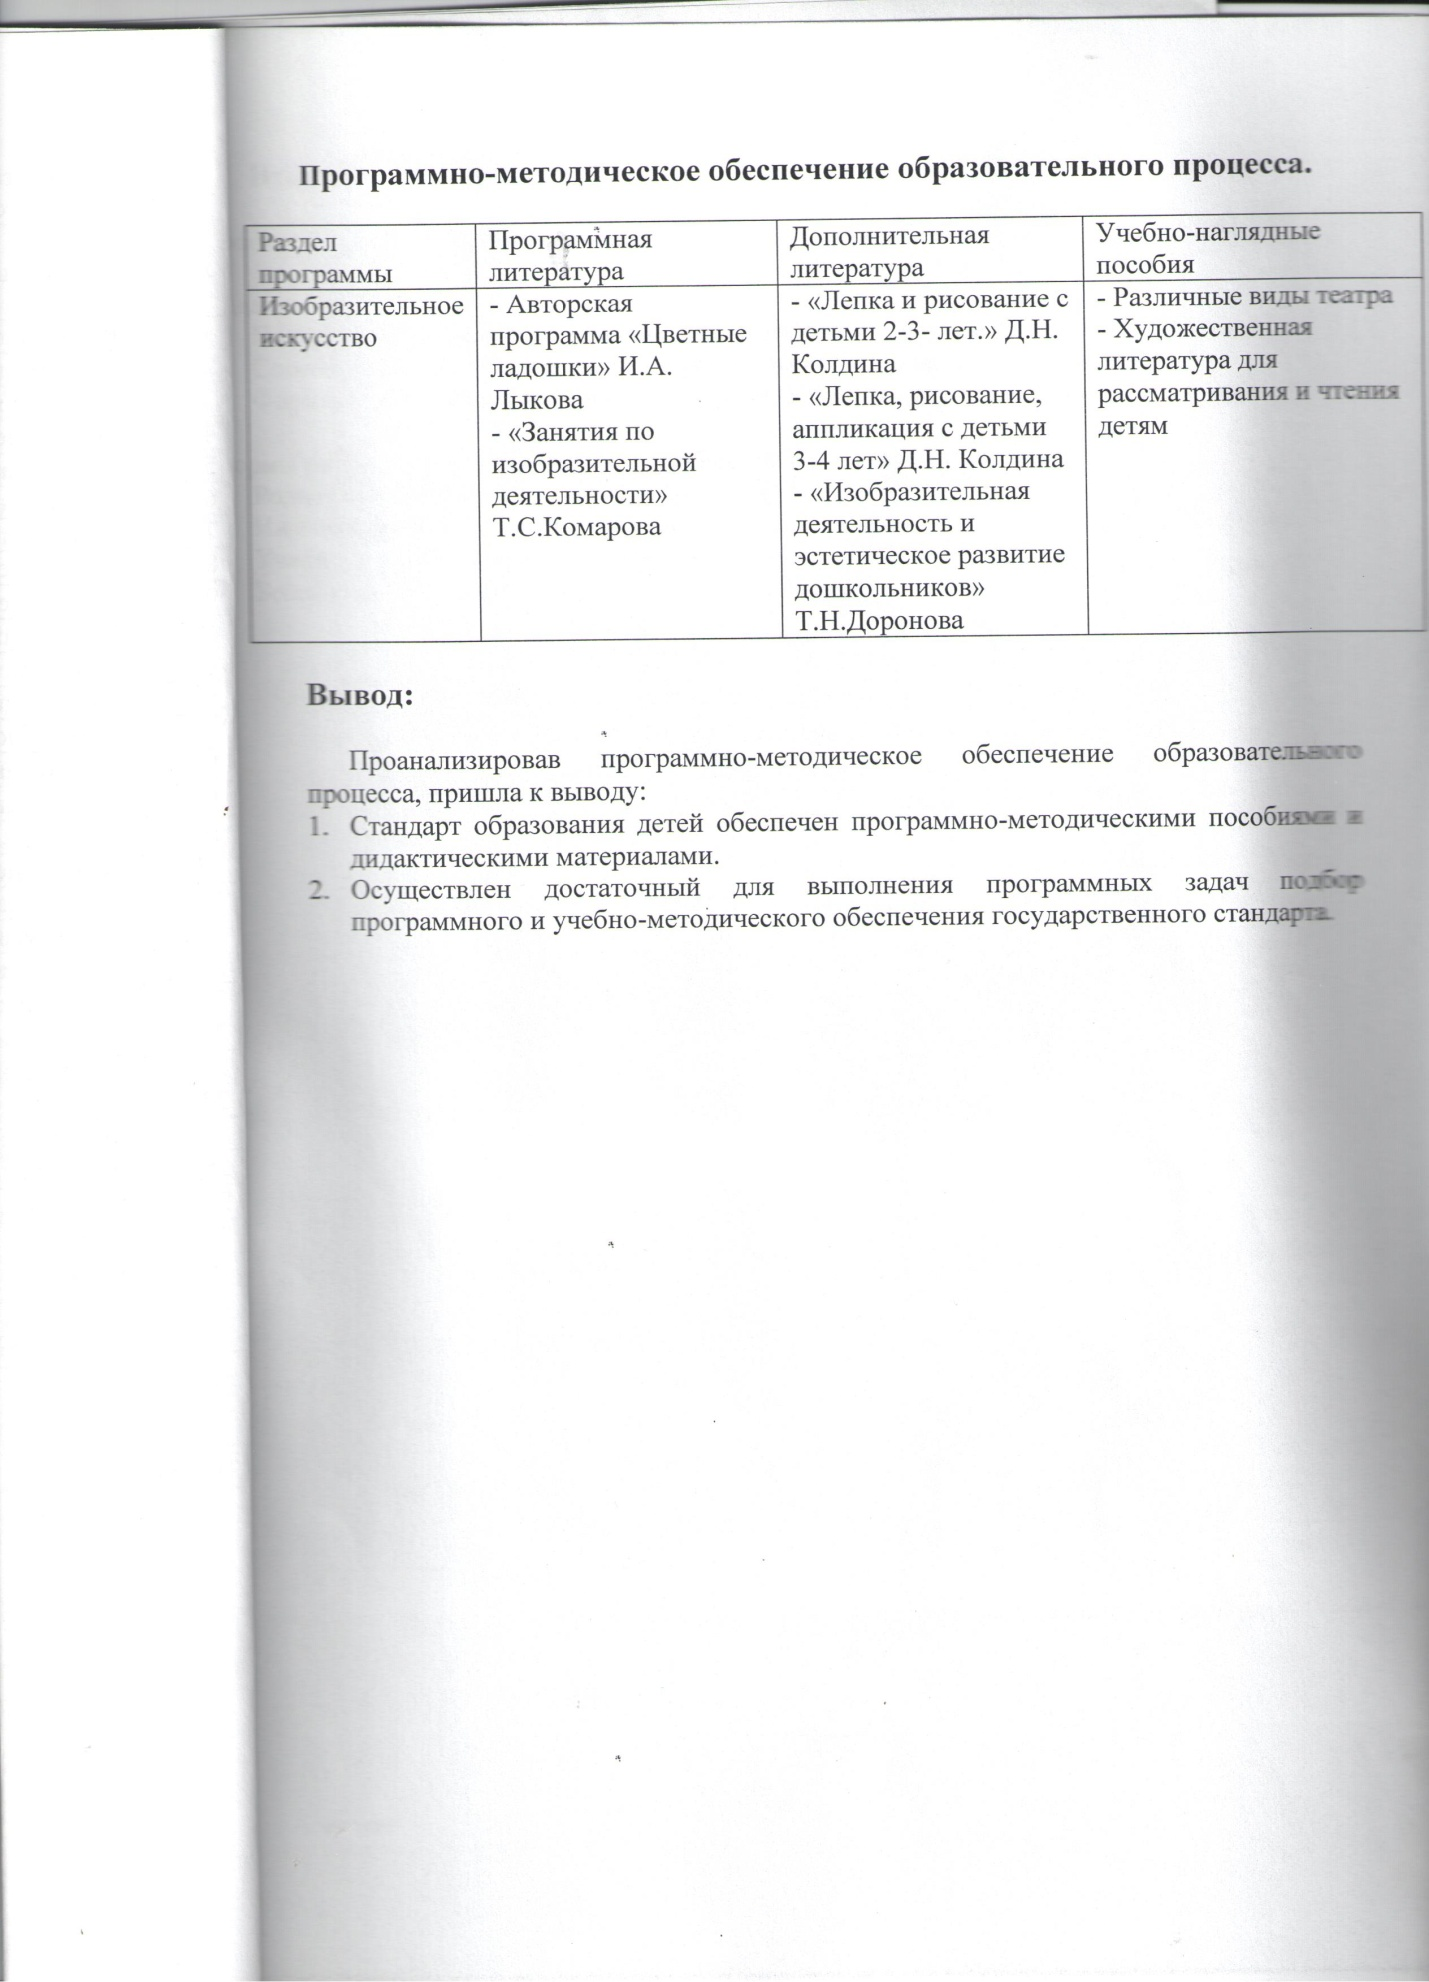 Программно-методическое обеспечение образовательного процесса.
Раздел
программы
Программная
литература
Дополнительная
литература
Учебно-наглядные
пособия
Изобразительное
искусство
- Авторская
программа «Цветные
ладошки» И.А.
Лыкова
- «Занятия по
изобразительной
деятельности»
Т.С.Комарова
- «Лепка и рисование с
детьми 2-3- лет.» Д.Н.
Колдина
- «Лепка, рисование,
аппликация с детьми
3-4 лет» Д.Н. Колдина
- «Изобразительная
деятельность и
эстетическое развитие
дошкольников»
Т.Н.Доронова
- Различные виды театра
- Художественная
литература для
рассматривания и чтения
детям
Вывод:
Проанализировав программно-методическое обеспечение образовательного
процесса, пришла к выводу:
1. Стандарт образования детей обеспечен программно-методическими пособиями и
дидактическими материалами.
2. Осуществлен достаточный для выполнения программных задач подбор
программного и учебно-методического обеспечения государственного стандарта.